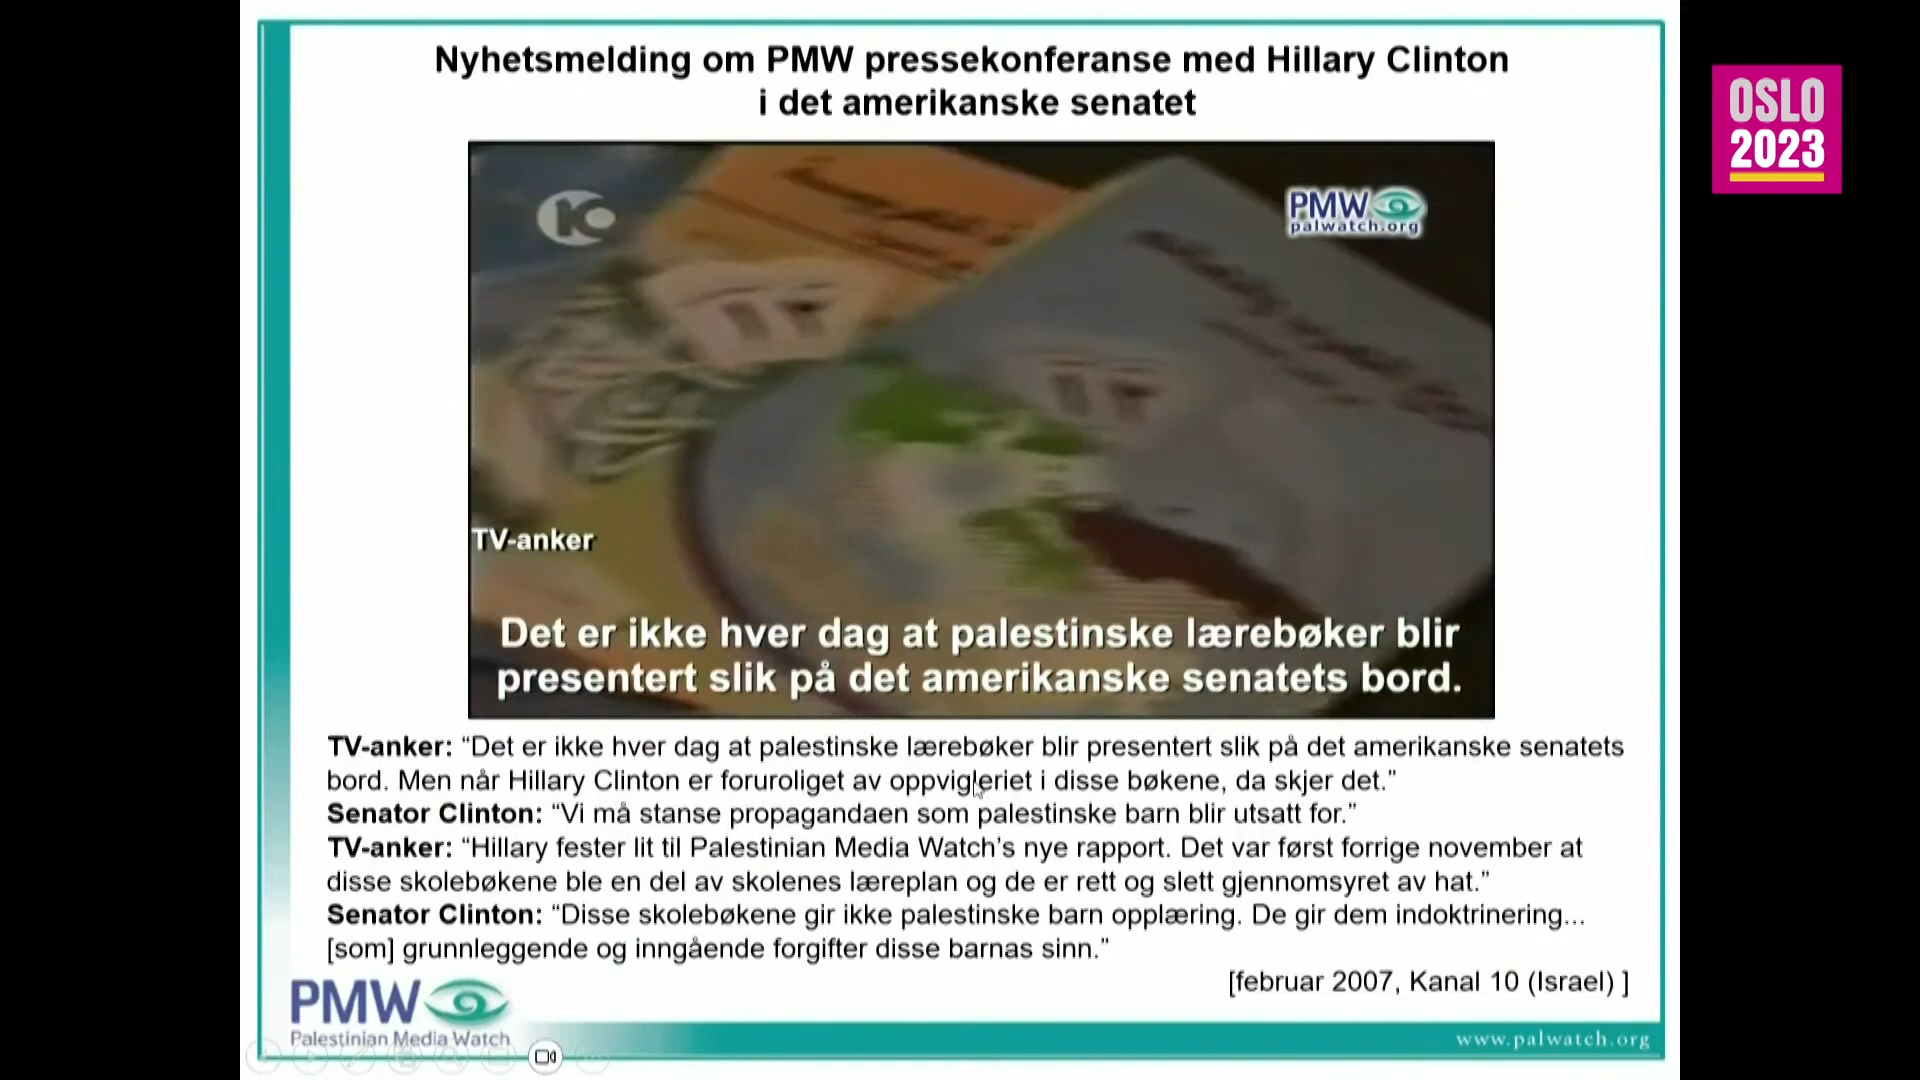 Nyhetsmelding om PMW pressekonferanse med Hillary Clinton
i det amerikanske senatet
OSLO
2023
PMW
palwatch.org
TV-anker
Det er ikke hver dag at palestinske lærebøker blir
presentert slik på det amerikanske senatets bord.
TV-anker: “Det er ikke hver dag at palestinske lærebøker blir presentert slik på det amerikanske senatets
bord. Men når Hillary Clinton er foruroliget av oppvigleriet i disse bøkene, da skjer det.”
Senator Clinton: “Vi må stanse propagandaen som palestinske barn blir utsatt for.”
TV-anker: “Hillary fester lit til Palestinian Media Watch’s nye rapport. Det var først forrige november at
disse skolebøkene ble en del av skolenes læreplan og de er rett og slett gjennomsyret av hat.”
Senator Clinton: “Disse skolebøkene gir ikke palestinske barn opplæring. De gir dem indoktrinering...
[som] grunnleggende og inngående forgifter disse barnas sinn.”
[februar 2007, Kanal 10 (Israel) ]
PMW
Palestinian Media Watch
www.palwatch.org